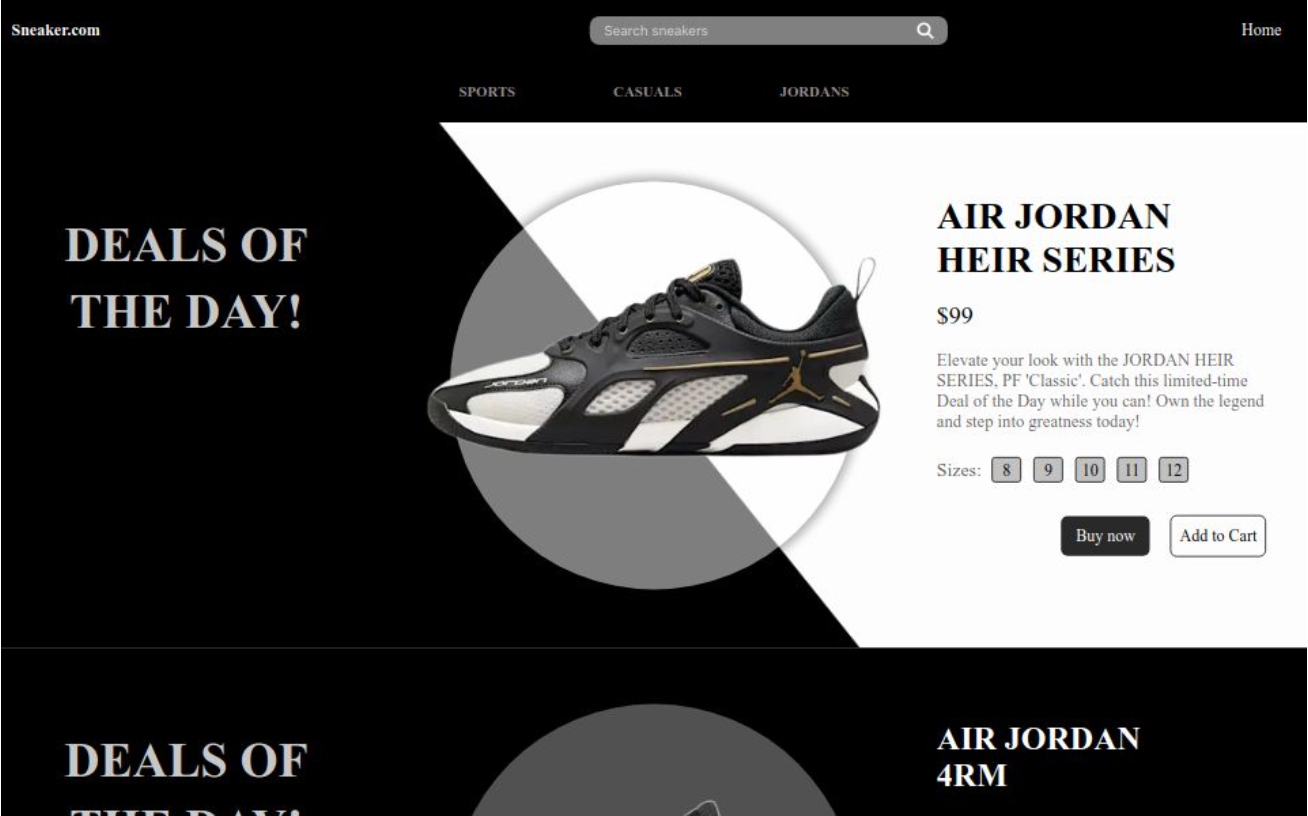 Sneaker.com
Search sneakers
Home
SPORTS
CASUALS
JORDANS
DEALS OF
THE DAY!
Jordan
AIR JORDAN
HEIR SERIES
$99
Elevate your look with the JORDAN HEIR
SERIES, PF 'Classic'. Catch this limited-time
Deal of the Day while you can! Own the legend
and step into greatness today!
Sizes: 8 9 10 11 12
Buy now
Add to Cart
DEALS OF
THE DAY!
AIR JORDAN
4RM